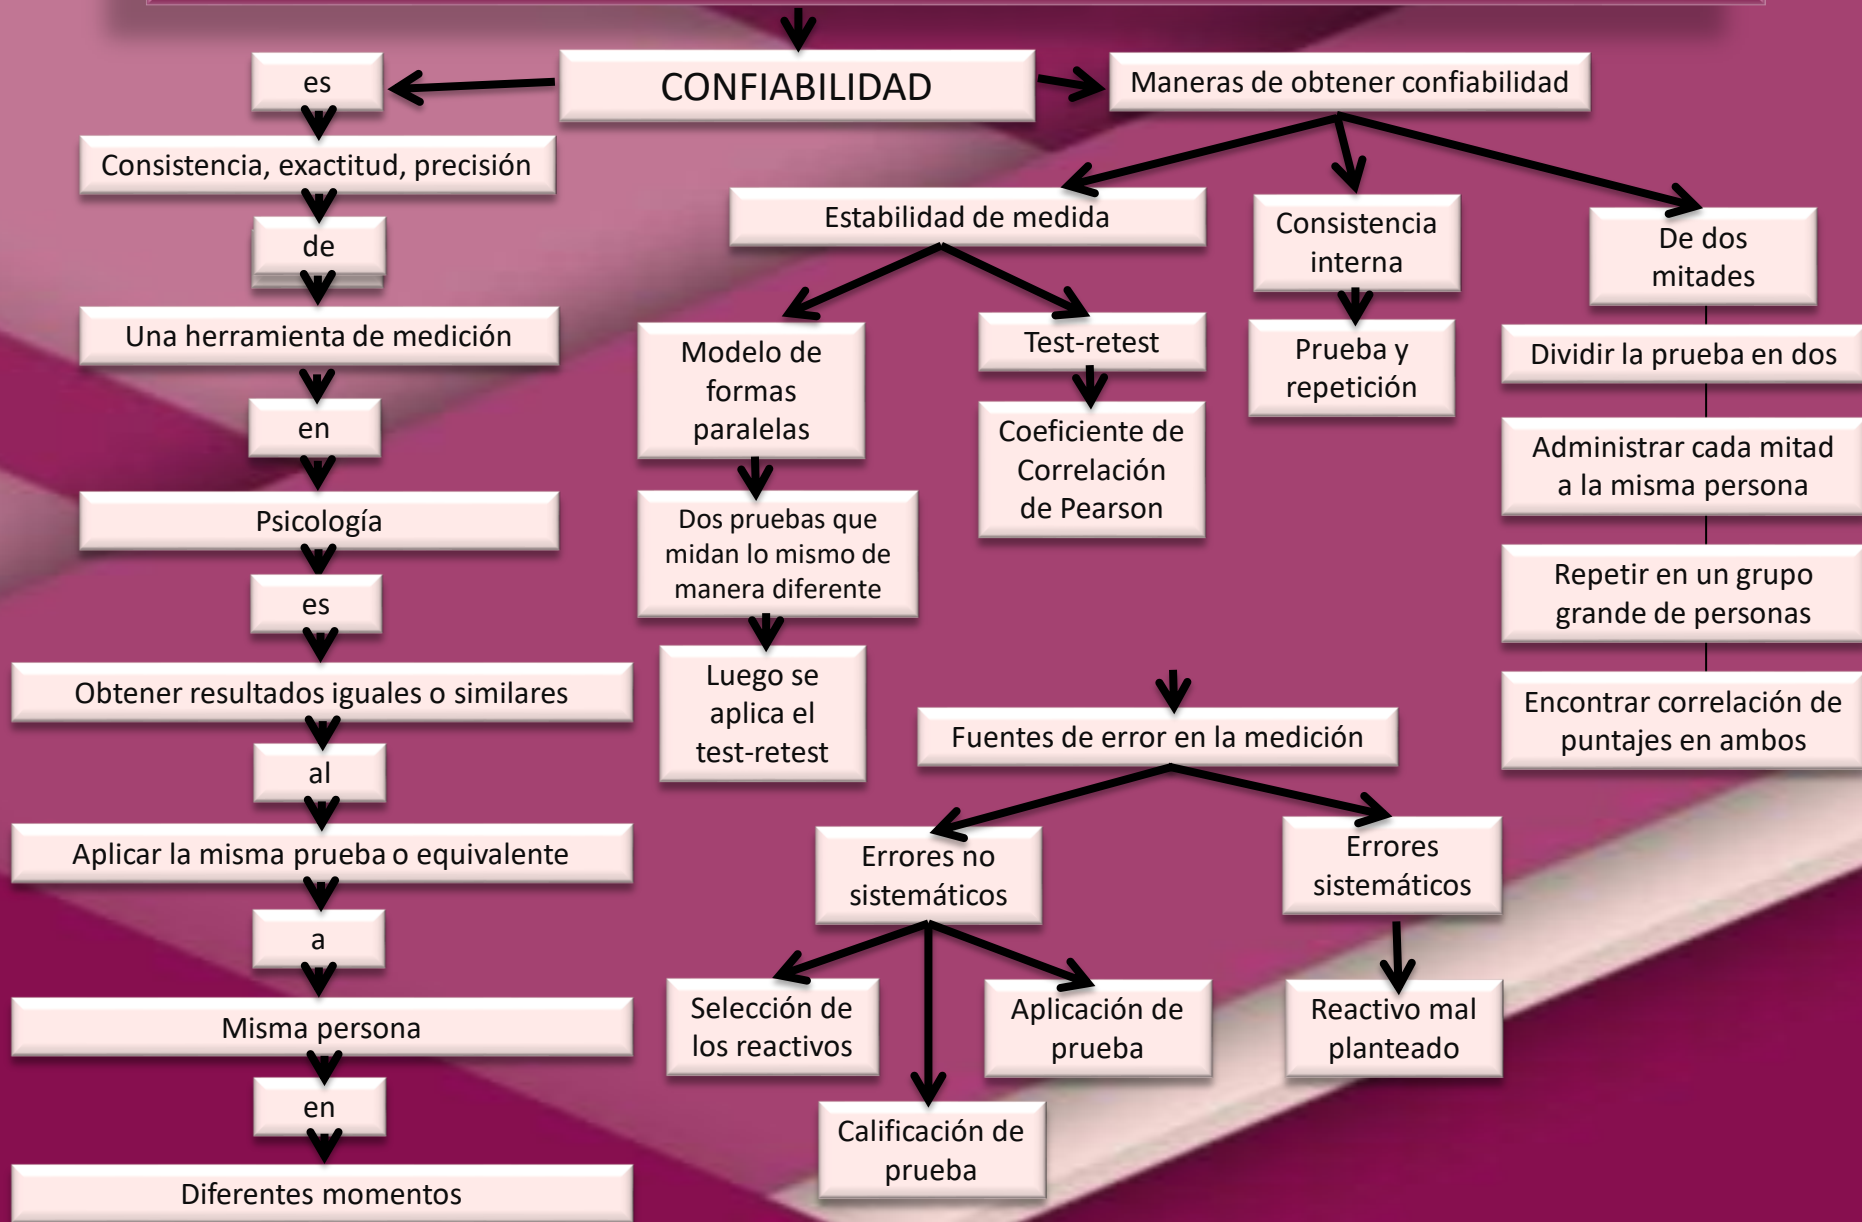 CONFIABILIDAD
es
Consistencia, exactitud, precisión
de
Una herramienta de medición
en
Psicología
es
Obtener resultados iguales o similares
al
Aplicar la misma prueba o equivalente
a
Misma persona
en
Diferentes momentos
Maneras de obtener confiabilidad
Estabilidad de medida
Modelo de
formas
paralelas
Dos pruebas que
midan lo mismo de
manera diferente
Luego se
aplica el
test-retest
Test-retest
Coeficiente de
Correlación
de Pearson
Consistencia
interna
Prueba y
repetición
De dos
mitades
Dividir la prueba en dos
Administrar cada mitad
a la misma persona
Repetir en un grupo
grande de personas
Encontrar correlación de
puntajes en ambos
Fuentes de error en la medición
Errores no
sistemáticos
Selección de
los reactivos
Calificación de
prueba
Aplicación de
prueba
Errores
sistemáticos
Reactivo mal
planteado